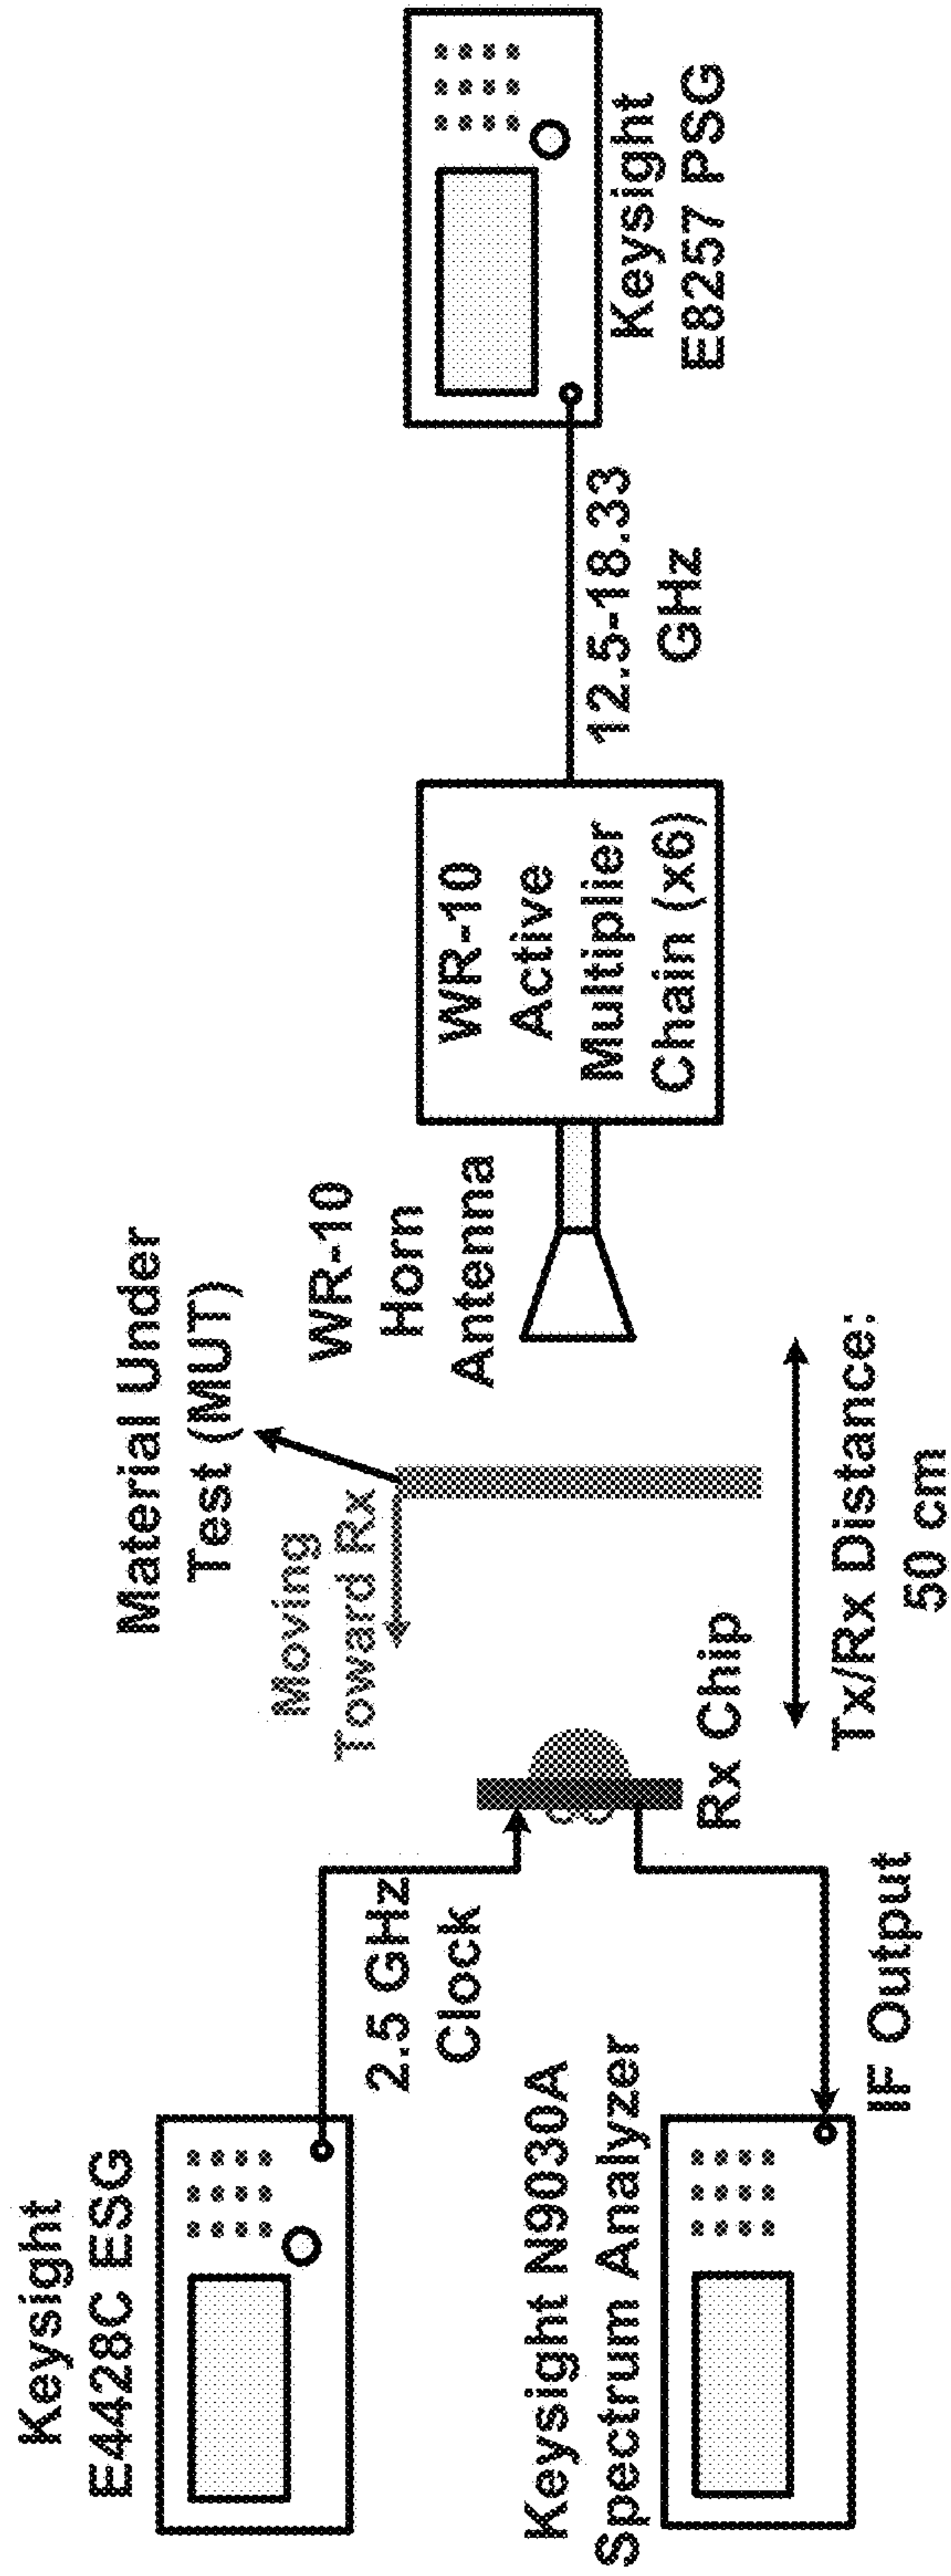 Keysight
E4428C ESG
2.5 GHz
Clock
Keysight N9030A
Spectrum Analyzer
IF Output
Rx Chip
Moving
Toward Rx
Material Under
Test (MUT)
Tx/Rx Distance:
50 cm
WR-10
Horn
Antenna
WR-10
Active
Multiplier
Chain (x6)
12.5-18.33
GHz
Keysight
E8257 PSG